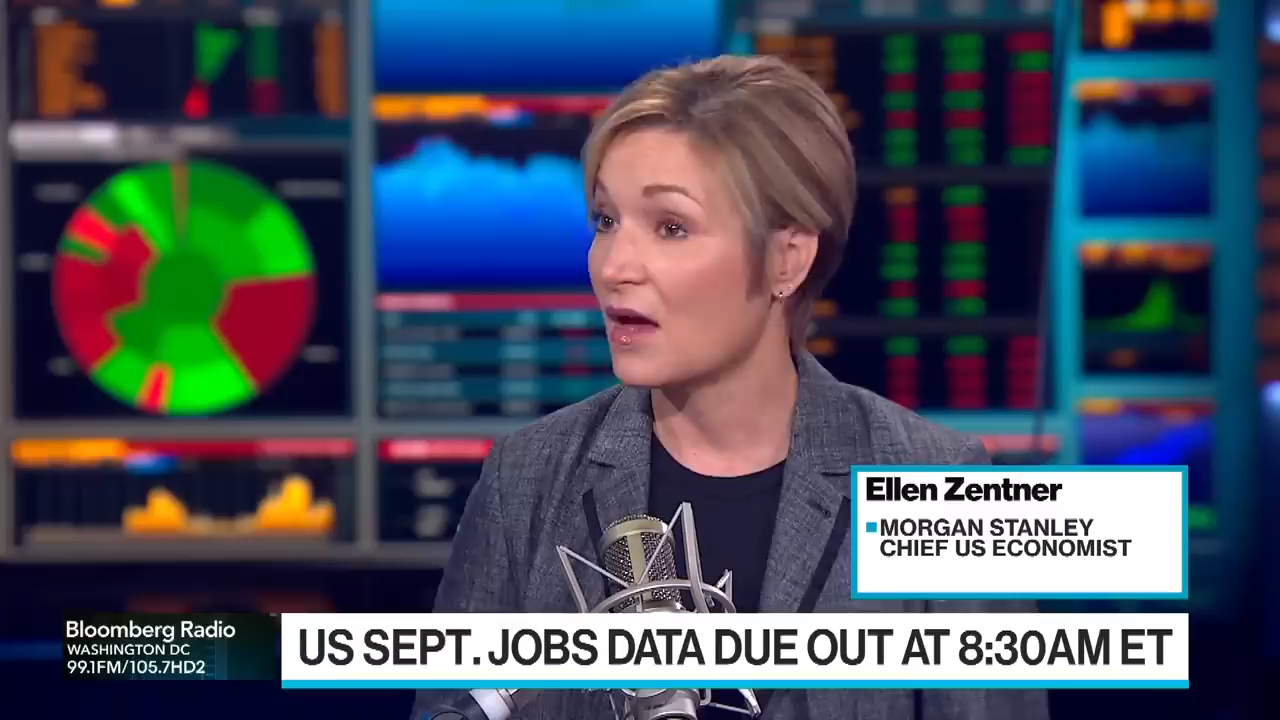 Ellen Zentner
MORGAN STANLEY
CHIEF US ECONOMIST
Bloomberg Radio
WASHINGTON DC
99.1FM/105.7HD2
US SEPT. JOBS DATA DUE OUT AT 8:30AM ET